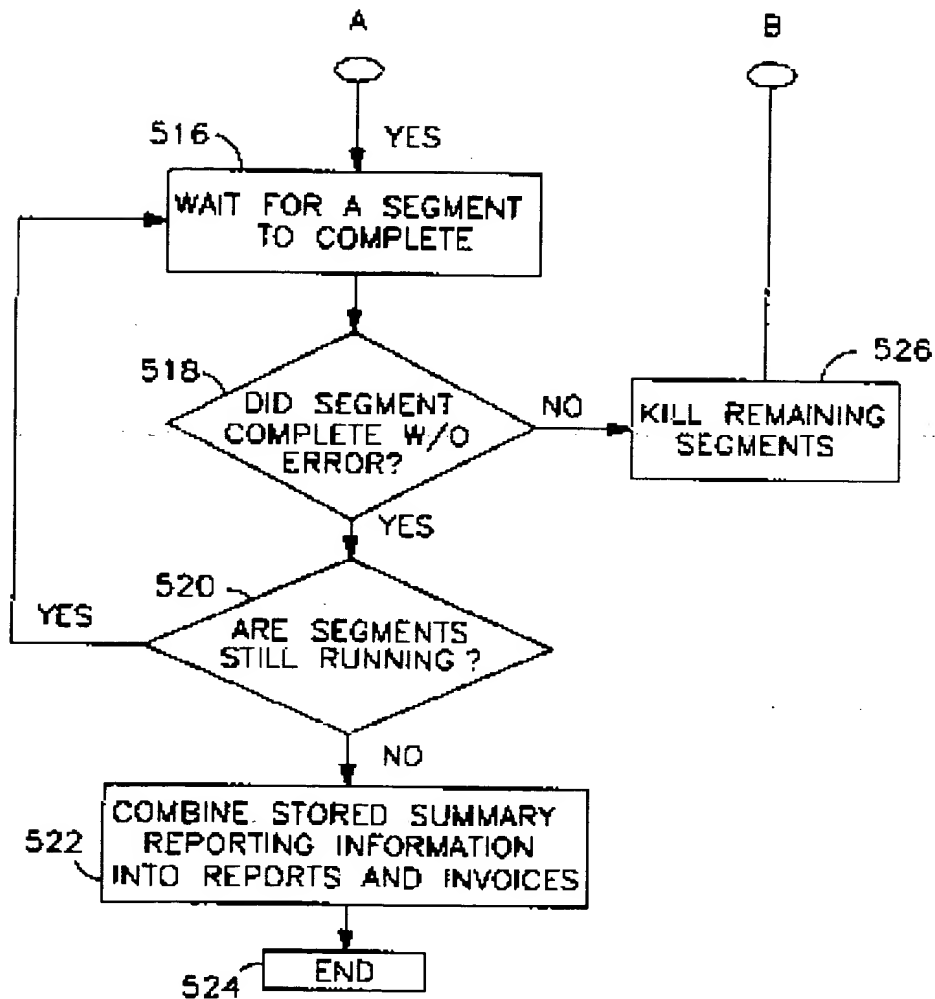 A
B
YES
516
WAIT FOR A SEGMENT
TO COMPLETE
518
DID SEGMENT
COMPLETE W/O
ERROR?
NO
526
KILL REMAINING
SEGMENTS
YES
520
YES
ARE SEGMENTS
STILL RUNNING?
NO
COMBINE STORED SUMMARY
REPORTING INFORMATION
INTO REPORTS AND INVOICES
522
END
524